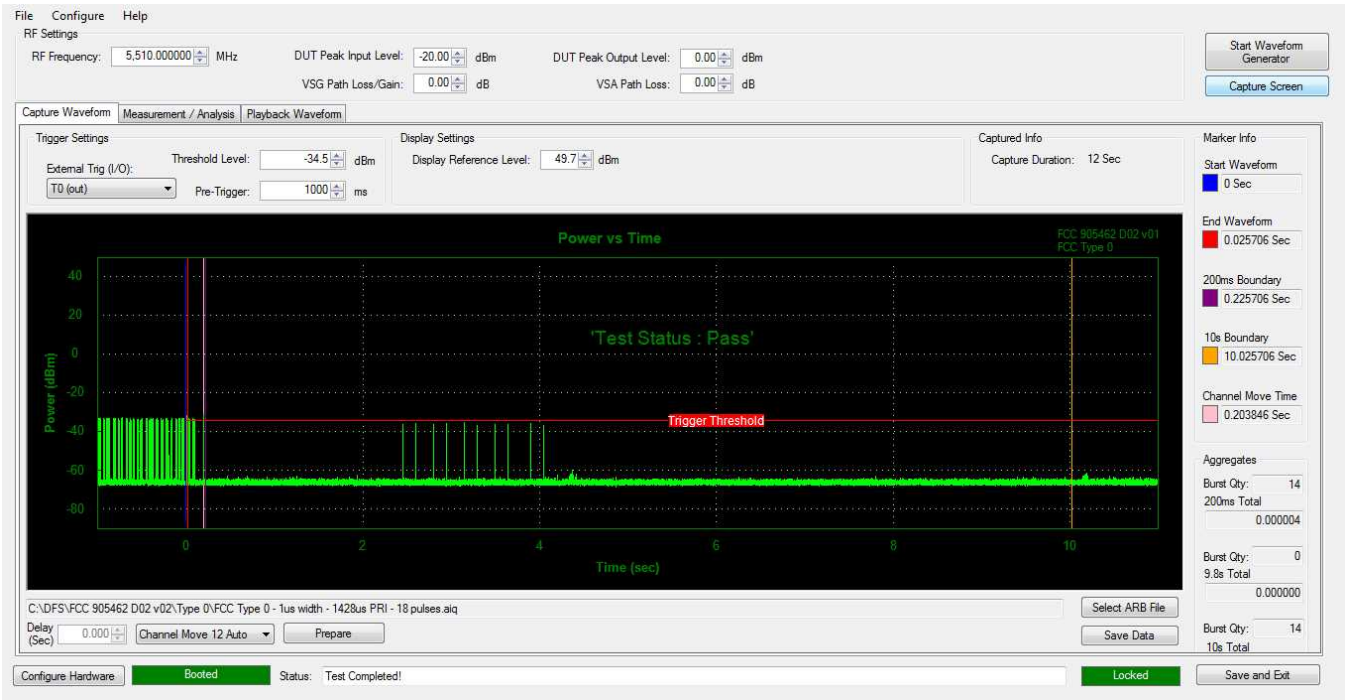 File Configure Help
RF Settings
RF Frequency: 5,510.000000 MHz DUT Peak Input Level: -20.00 dBm DUT Peak Output Level: 0.00 dBm
VSG Path Loss/Gain: 0.00 dB VSA Path Loss: 0.00 dB
Start Waveform
Generator
Capture Screen
Capture Waveform Measurement / Analysis Playback Waveform
Trigger Settings
External Trig (I/O):
T0 (out)
Threshold Level: -34.5 dBm
Pre-Trigger: 1000 ms
Display Settings
Display Reference Level: 49.7 dBm
Captured Info
Capture Duration: 12 Sec
Marker Info
Start Waveform
0 Sec
End Waveform
0.025706 Sec
200ms Boundary
0.225706 Sec
10s Boundary
10.025706 Sec
Channel Move Time
0.203846 Sec
Aggregates
Burst Qty: 14
200ms Total
0.000004
Burst Qty: 0
9.8s Total
0.000000
Burst Qty: 14
10s Total
Power vs Time
FCC 905462 D02 v01
FCC Type 0
'Test Status : Pass'
Trigger Threshold
Power (dBm)
40
20
0
-20
-40
-60
-80
0 2 4 6 8 10
Time (sec)
C:\DFS\FCC 905462 D02 v02\Type 0\FCC Type 0 - 1us width - 1428us PRI - 18 pulses.aiq
Select ARB File
Delay
(Sec) 0.000 Channel Move 12 Auto Prepare
Save Data
Configure Hardware Booted Status: Test Completed! Locked Save and Exit